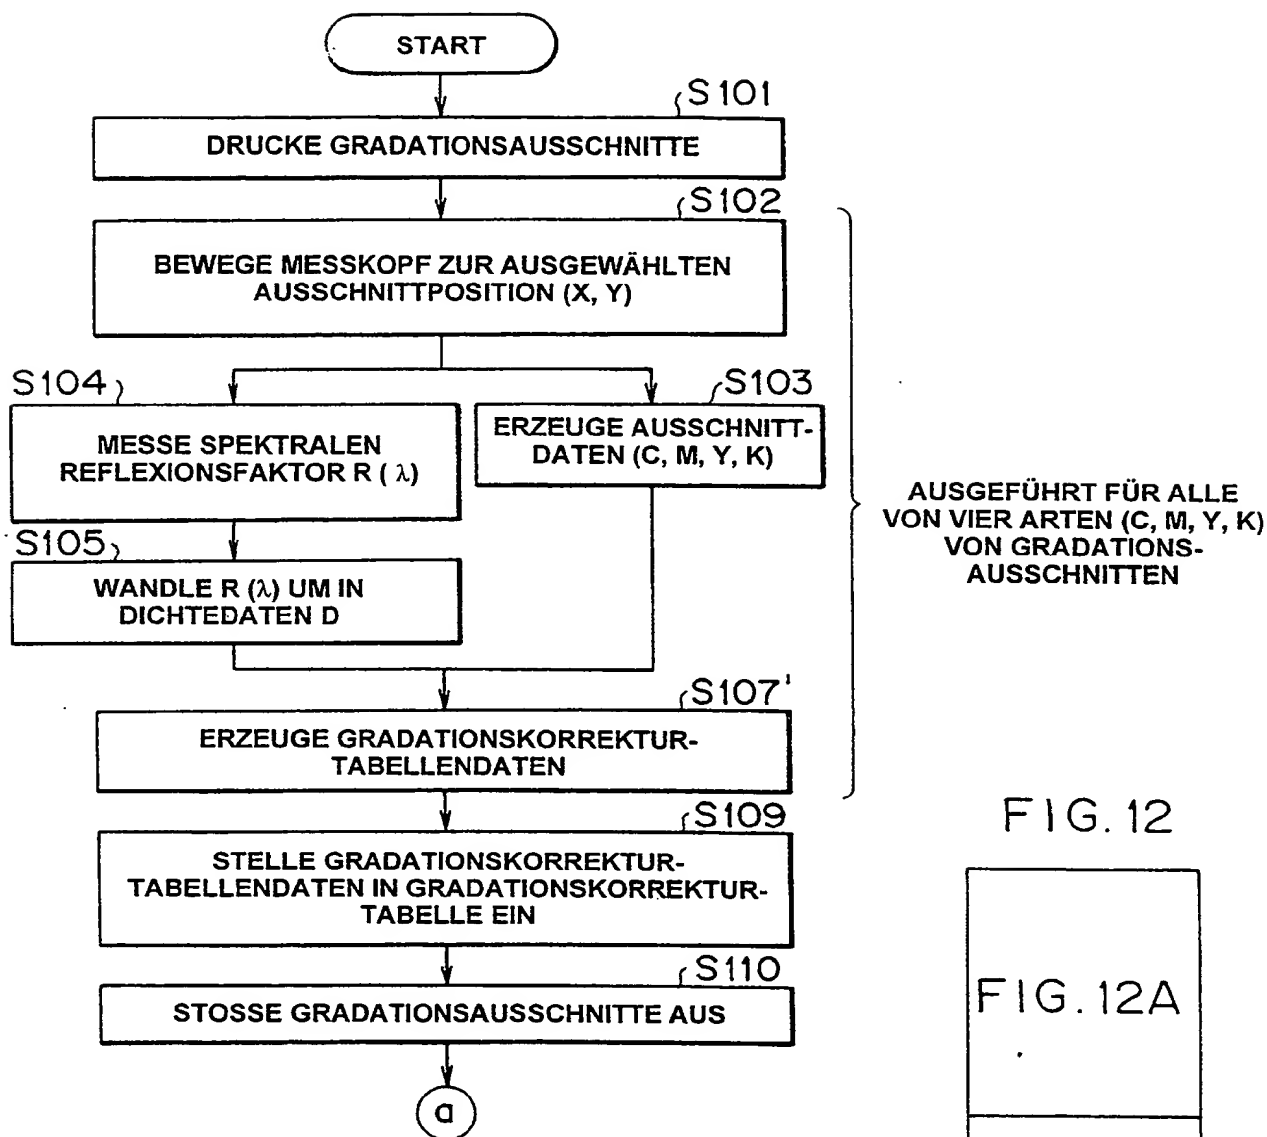 START
S101
DRUCKE GRADATIONSAUSSCHNITTE
S102
BEWEGE MESSKOPF ZUR AUSGEWÄHLTEN
AUSSCHNITTPOSITION (X, Y)
S104
MESSE SPEKTRALEN
REFLEXIONSFAKTOR R ( λ)
S103
ERZEUGE AUSSCHNITT-
DATEN (C, M, Y, K)
S105
WANDLE R (λ) UM IN
DICHTEDATEN D
AUSGEFÜHRT FÜR ALLE
VON VIER ARTEN (C, M, Y, K)
VON GRADATIONS-
AUSSCHNITTEN
S107'
ERZEUGE GRADATIONSKORREKTUR-
TABELLENDATEN
S109
STELLE GRADATIONSKORREKTUR-
TABELLENDATEN IN GRADATIONSKORREKTUR-
TABELLE EIN
S110
STOSSE GRADATIONSAUSSCHNITTE AUS
a
FIG. 12
FIG. 12A